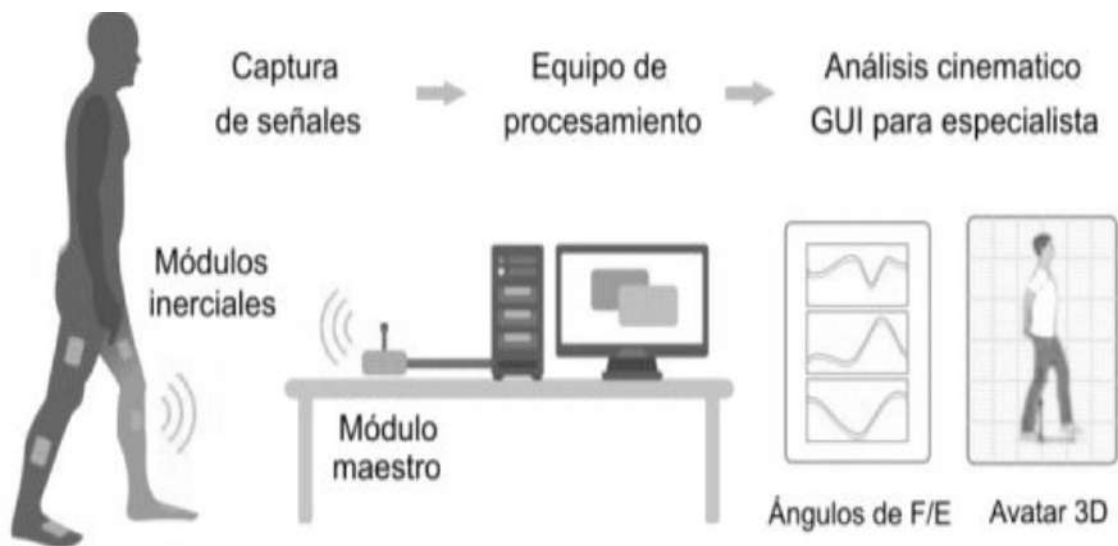 Captura
de señales
Equipo de
procesamiento
Análisis cinematico
GUI para especialista
Módulos
inerciales
Módulo
maestro
Ángulos de F/E
Avatar 3D